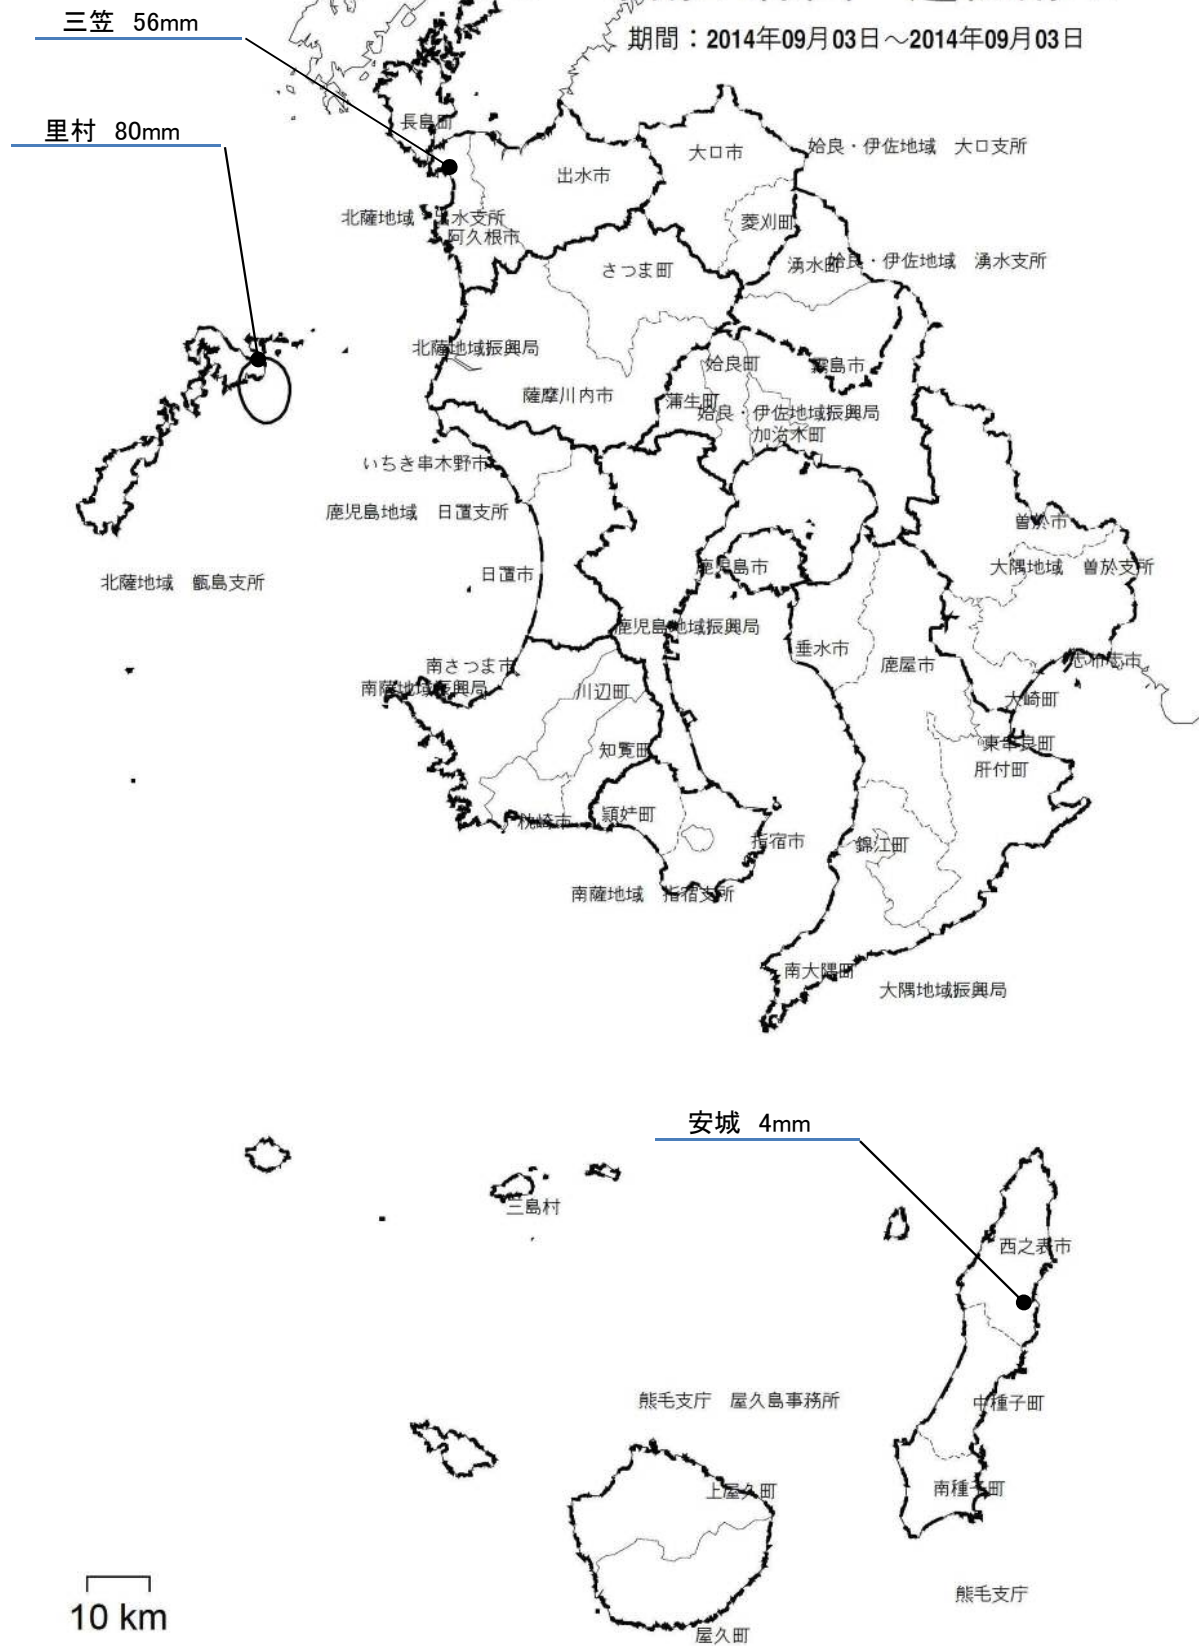 三笠 56mm
期間：2014年09月03日～2014年09月03日
里村 80mm
長島町
大口市
姶良・伊佐地域 大口支所
出水市
北薩地域 出水支所
阿久根市
菱刈町
湧水町
姶良・伊佐地域 湧水支所
さつま町
北薩地域振興局
姶良町
霧島市
薩摩川内市
蒲生町
姶良・伊佐地域振興局
加治木町
いちき串木野市
鹿児島地域 日置支所
曽於市
大隅地域 曽於支所
鹿児島市
日置市
北薩地域 甑島支所
鹿児島地域振興局
垂水市
鹿屋市
志布志市
南さつま市
南薩地域振興局
川辺町
大崎町
知覧町
東串良町
肝付町
枕崎市
頴娃町
指宿市
錦江町
南薩地域 指宿支所
南大隅町
大隅地域振興局
安城 4mm
三島村
西之表市
熊毛支庁 屋久島事務所
中種子町
上屋久町
南種子町
熊毛支庁
屋久町
10 km